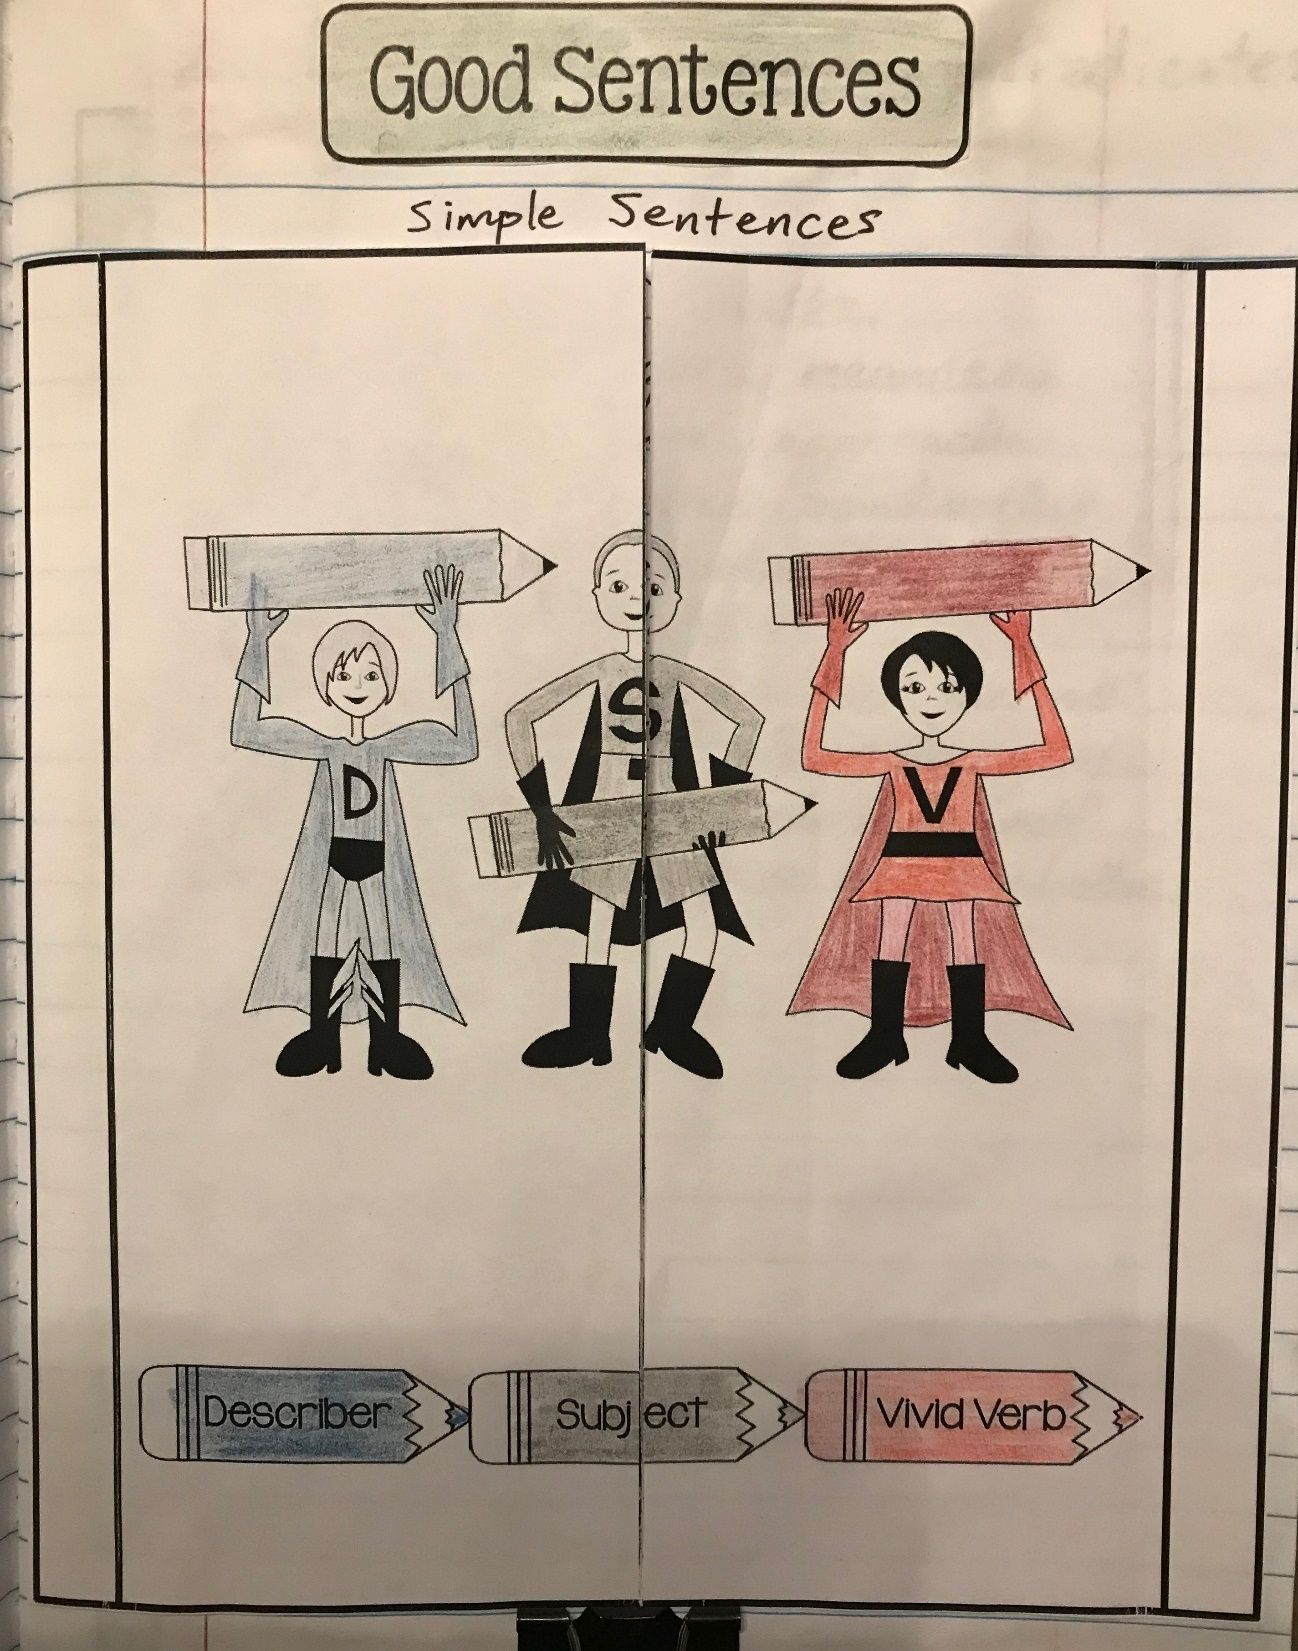 Good Sentences
Simple Sentences
D
S
V
Describer
Subject
Vivid Verb